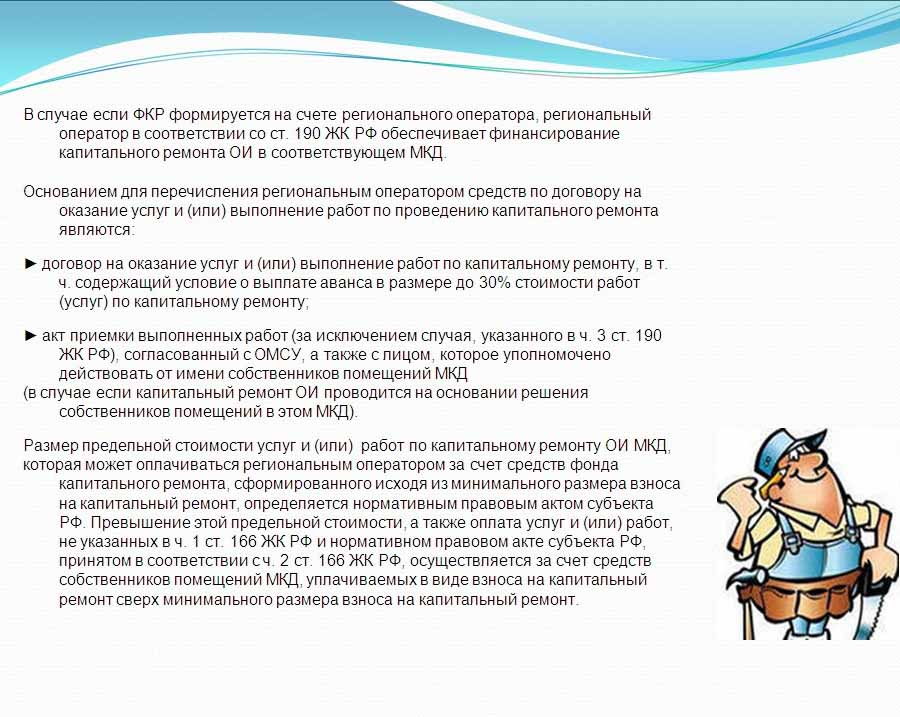 В случае если ФКР формируется на счете регионального оператора, региональный
оператор в соответствии со ст. 190 ЖК РФ обеспечивает финансирование
капитального ремонта ОИ в соответствующем МКД.
Основанием для перечисления региональным оператором средств по договору на
оказание услуг и (или) выполнение работ по проведению капитального ремонта
являются:
► договор на оказание услуг и (или) выполнение работ по капитальному ремонту, в т.
ч. содержащий условие о выплате аванса в размере до 30% стоимости работ
(услуг) по капитальному ремонту;
► акт приемки выполненных работ (за исключением случая, указанного в ч. 3 ст. 190
ЖК РФ), согласованный с ОМСУ, а также с лицом, которое уполномочено
действовать от имени собственников помещений МКД
(в случае если капитальный ремонт ОИ проводится на основании решения
собственников помещений в этом МКД).
Размер предельной стоимости услуг и (или)  работ по капитальному ремонту ОИ МКД,
которая может оплачиваться региональным оператором за счет средств фонда
капитального ремонта, сформированного исходя из минимального размера взноса
на капитальный ремонт, определяется нормативным правовым актом субъекта
РФ. Превышение этой предельной стоимости, а также оплата услуг и (или) работ,
не указанных в ч. 1 ст. 166 ЖК РФ и нормативном правовом акте субъекта РФ,
принятом в соответствии с ч. 2 ст. 166 ЖК РФ, осуществляется за счет средств
собственников помещений МКД, уплачиваемых в виде взноса на капитальный
ремонт сверх минимального размера взноса на капитальный ремонт.